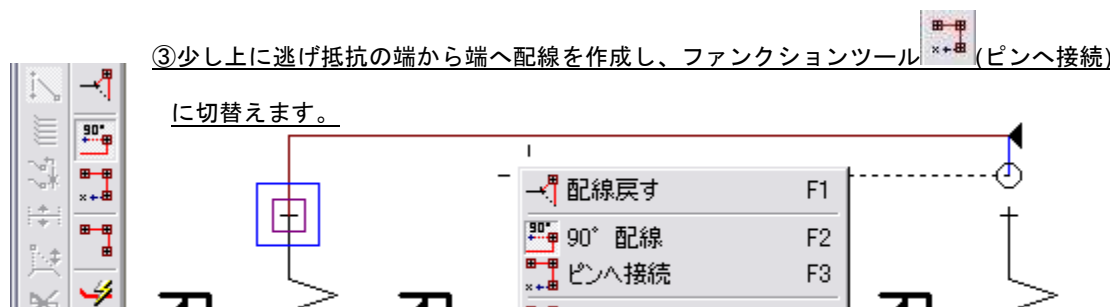 ③少し上に逃げ抵抗の端から端へ配線を作成し、ファンクションツール (ピンへ接続)
に切替えます。
90°
配線戻す F1
90° 配線 F2
ピンへ接続 F3